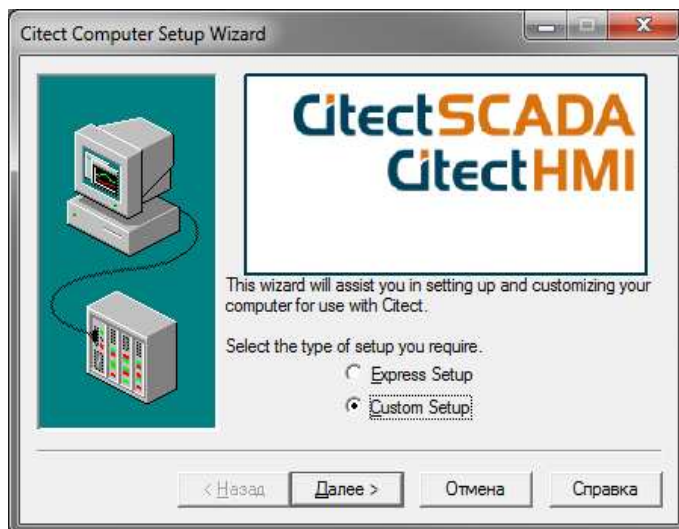 Citect Computer Setup Wizard
CitectSCADA
CitectHMI
This wizard will assist you in setting up and customizing your
computer for use with Citect.
Select the type of setup you require.
Express Setup
Custom Setup
< Назад
Далее >
Отмена
Справка